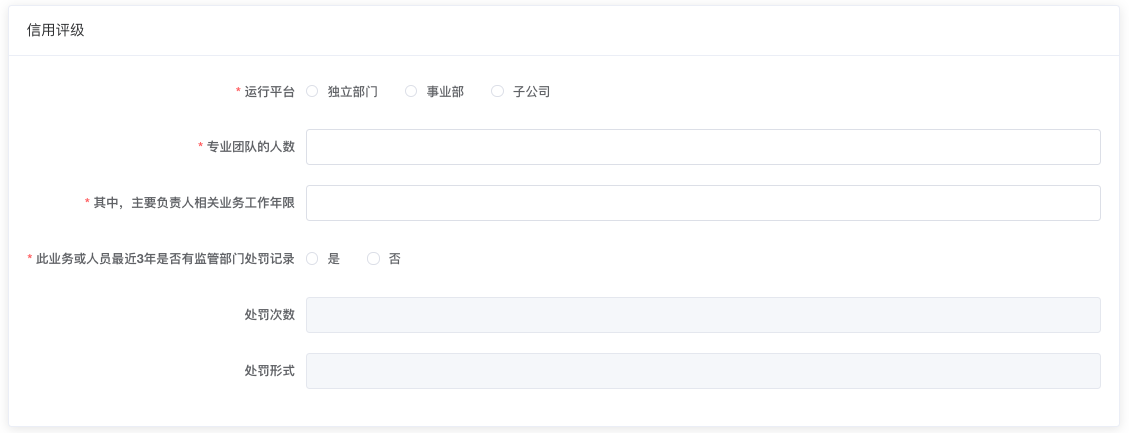 信用评级
* 运行平台 独立部门 事业部 子公司
* 专业团队的人数
* 其中，主要负责人相关业务工作年限
* 此业务或人员最近3年是否有监管部门处罚记录 是 否
处罚次数
处罚形式